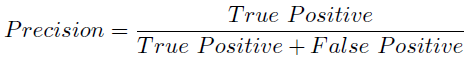 Precision = True Positive / True Positive + False Positive